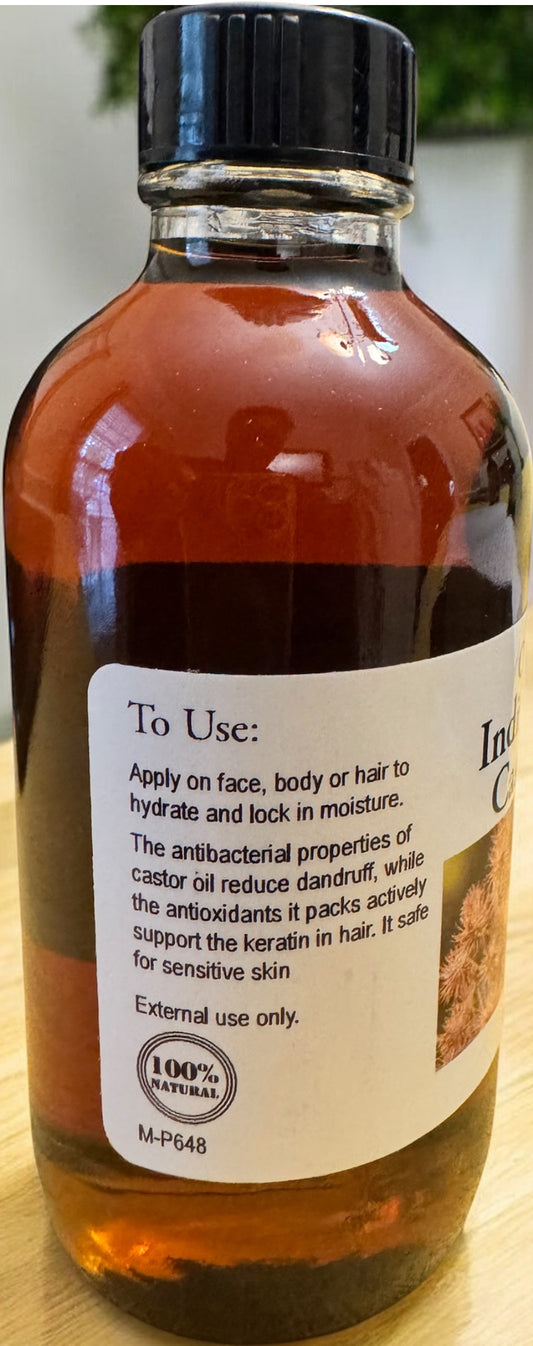 To Use:
Apply on face, body or hair to
hydrate and lock in moisture.
The antibacterial properties of
castor oil reduce dandruff, while
the antioxidants it packs actively
support the keratin in hair. It safe
for sensitive skin
External use only.
100%
NATURAL
M-P648